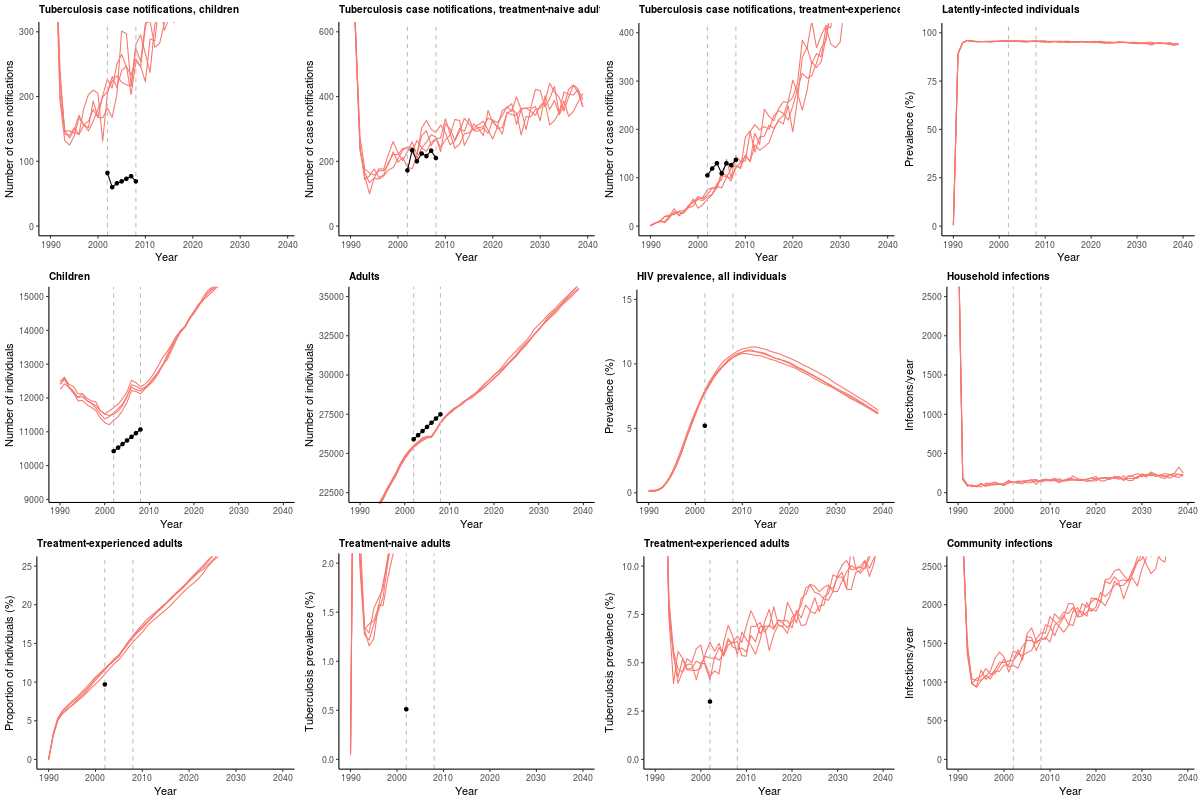 Tuberculosis case notifications, children
Number of case notifications
300
200
100
0
1990 2000 2010 2020 2030 2040
Year
Tuberculosis case notifications, treatment-naive adult
Number of case notifications
600
400
200
0
1990 2000 2010 2020 2030 2040
Year
Tuberculosis case notifications, treatment-experience
Number of case notifications
400
300
200
100
0
1990 2000 2010 2020 2030 2040
Year
Latently-infected individuals
Prevalence (%)
100
75
50
25
0
1990 2000 2010 2020 2030 2040
Year
Children
Number of individuals
15000
14000
13000
12000
11000
10000
9000
1990 2000 2010 2020 2030 2040
Year
Adults
Number of individuals
35000
32500
30000
27500
25000
22500
1990 2000 2010 2020 2030 2040
Year
HIV prevalence, all individuals
Prevalence (%)
15
10
5
0
1990 2000 2010 2020 2030 2040
Year
Household infections
Infections/year
2500
2000
1500
1000
500
0
1990 2000 2010 2020 2030 2040
Year
Treatment-experienced adults
Proportion of individuals (%)
25
20
15
10
5
0
1990 2000 2010 2020 2030 2040
Year
Treatment-naive adults
Tuberculosis prevalence (%)
2.0
1.5
1.0
0.5
0.0
1990 2000 2010 2020 2030 2040
Year
Treatment-experienced adults
Tuberculosis prevalence (%)
10.0
7.5
5.0
2.5
0.0
1990 2000 2010 2020 2030 2040
Year
Community infections
Infections/year
2500
2000
1500
1000
500
0
1990 2000 2010 2020 2030 2040
Year